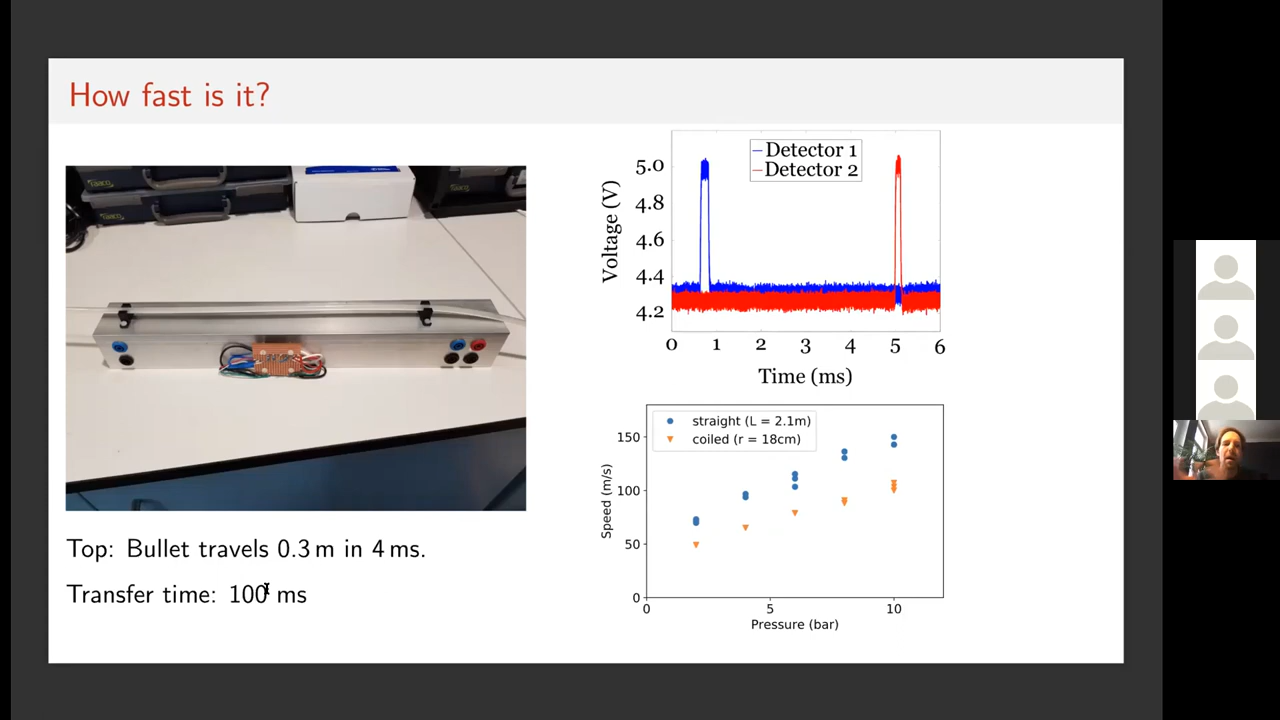 How fast is it?
Top: Bullet travels 0.3 m in 4 ms.
Transfer time: 100 ms
Detector 1
Detector 2
Voltage (V)
5.0
4.8
4.6
4.4
4.2
0 1 2 3 4 5 6
Time (ms)
straight (L = 2.1m)
coiled (r = 18cm)
Speed (m/s)
150
100
50
0
0 5 10
Pressure (bar)